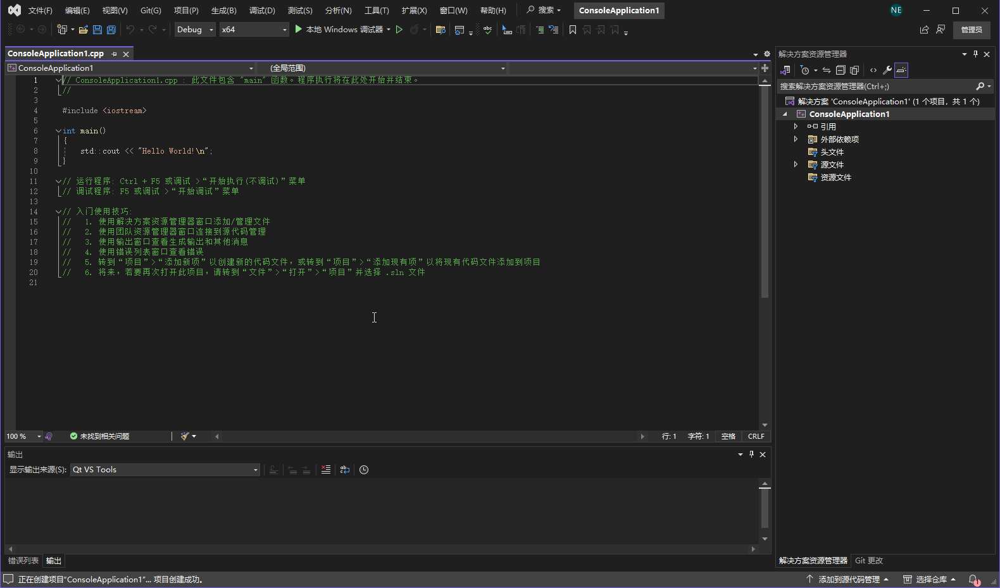 文件(F) 编辑(E) 视图(V) Git(G) 项目(P) 生成(B) 调试(D) 测试(S) 分析(N) 工具(T) 扩展(X) 窗口(W) 帮助(H) 搜索 ConsoleApplication1 NE
Debug x64 本地 Windows 调试器 abc 管理员
ConsoleApplication1.cpp
ConsoleApplication1 (全局范围)
1 // ConsoleApplication1.cpp : 此文件包含 "main" 函数。程序执行将在此处开始并结束。
2 //
3
4 #include <iostream>
5
6 int main()
7 {
8 std::cout << "Hello World!\n";
9 }
10
11 // 运行程序: Ctrl + F5 或调试 >“开始执行(不调试)”菜单
12 // 调试程序: F5 或调试 >“开始调试”菜单
13
14 // 入门使用技巧:
15 // 1. 使用解决方案资源管理器窗口添加/管理文件
16 // 2. 使用团队资源管理器窗口连接到源代码管理
17 // 3. 使用输出窗口查看生成输出和其他消息
18 // 4. 使用错误列表窗口查看错误
19 // 5. 转到“项目”>“添加新项”以创建新的代码文件，或转到“项目”>“添加现有项”以将现有代码文件添加到项目
20 // 6. 将来，若要再次打开此项目，请转到“文件”>“打开”>“项目”并选择 .sln 文件
21
100 % 未找到相关问题 行: 1 字符: 1 空格 CRLF
输出
显示输出来源(S): Qt VS Tools
错误列表 输出
解决方案资源管理器
搜索解决方案资源管理器(Ctrl+;)
解决方案 'ConsoleApplication1' (1 个项目，共 1 个)
ConsoleApplication1
引用
外部依赖项
头文件
源文件
资源文件
解决方案资源管理器 Git 更改
正在创建项目“ConsoleApplication1”... 项目创建成功。 添加到源代码管理 选择仓库 1